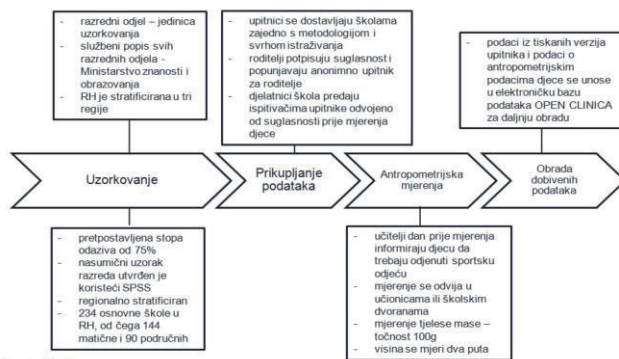 - razredni odjel – jedinica
uzorkovanja
- službeni popis svih
razrednih odjela -
Ministarstvo znanosti i
obrazovanja
- RH je stratificirana u tri
regije
- upitnici se dostavljaju školama
zajedno s metodologijom i
svrhom istraživanja
- roditelji potpisuju suglasnost i
popunjavaju anonimno upitnik
za roditelje
- djelatnici škola predaju
ispitivačima upitnike odvojeno
od suglasnosti prije mjerenja
djece
- podaci iz tiskanih verzija
upitnika i podaci o
antropometrijskim
podacima djece se unose
u elektroničku bazu
podataka OPEN CLINICA
za daljnju obradu
Uzorkovanje
Prikupljanje
podataka
Antropometrijska
mjerenja
Obrada
dobivenih
podataka
- pretpostavljena stopa
odaziva od 75%
- nasumični uzorak
razreda utvrđen je
koristeći SPSS
- regionalno stratificiran
- 234 osnovne škole u
RH, od čega 144
matične i 90 područnih
- učitelji dan prije mjerenja
informiraju djecu da
trebaju odjenuti sportsku
odjeću
- mjerenje se odvija u
učionicama ili školskim
dvoranama
- mjerenje tjelese mase –
točnost 100g
- visina se mjeri dva puta